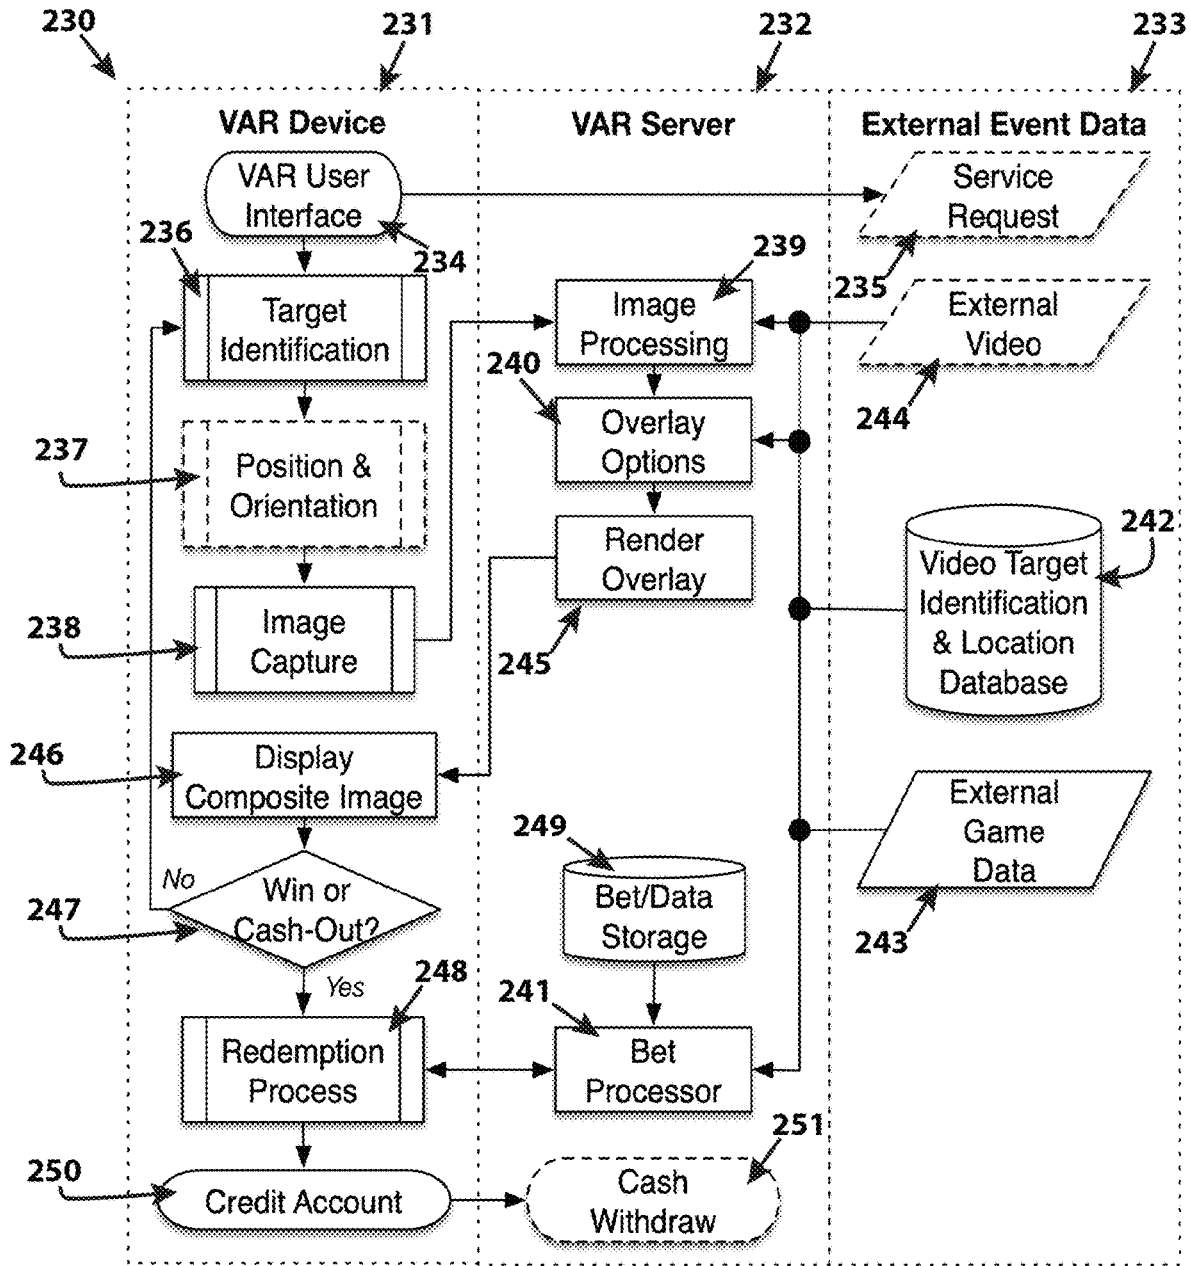 230
231
232
233
VAR Device
VAR Server
External Event Data
VAR User
Interface
234
Service
Request
235
236
Target
Identification
239
Image
Processing
External
Video
244
240
Overlay
Options
237
Position &
Orientation
Render
Overlay
245
242
Video Target
Identification
& Location
Database
238
Image
Capture
246
Display
Composite Image
External
Game
Data
243
249
Bet/Data
Storage
No
247
Win or
Cash-Out?
Yes
248
Redemption
Process
241
Bet
Processor
250
Credit Account
251
Cash
Withdraw